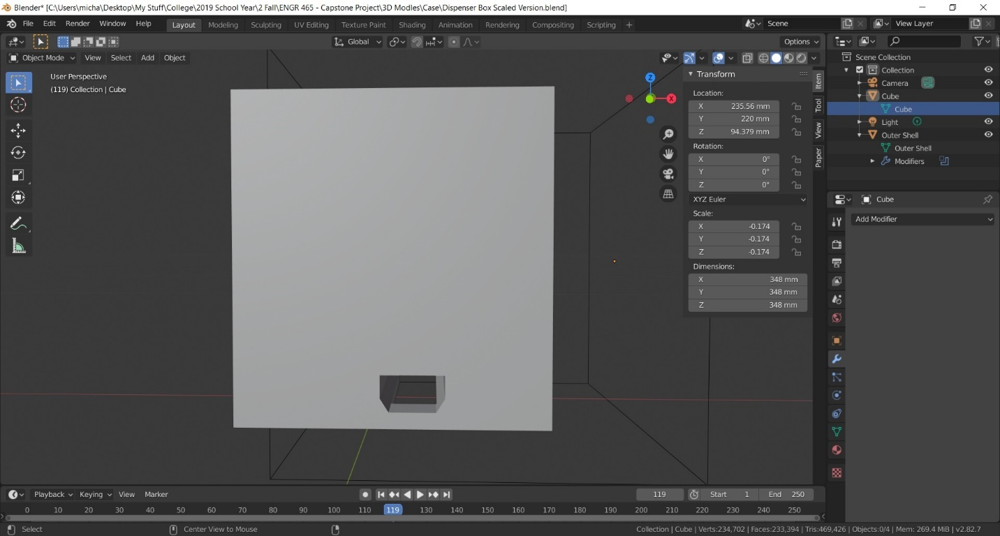 Blender* [C:\Users\micha\Desktop\My Stuff\College\2019 School Year\2 Fall\ENGR 465 - Capstone Project\3D Modles\Case\Dispenser Box Scaled Version.blend]
File Edit Render Window Help Layout Modeling Sculpting UV Editing Texture Paint Shading Animation Rendering Compositing Scripting + Scene View Layer
Global Options
Object Mode View Select Add Object
User Perspective
(119) Collection | Cube
Z
X
Transform
Location:
X 235.56 mm
Y 220 mm
Z 94.379 mm
Rotation:
X 0°
Y 0°
Z 0°
XYZ Euler
Scale:
X -0.174
Y -0.174
Z -0.174
Dimensions:
X 348 mm
Y 348 mm
Z 348 mm
Item
Tool
View
Paper
Scene Collection
Collection
Camera
Cube
Cube
Light
Outer Shell
Outer Shell
Modifiers
Cube
Add Modifier
Playback Keying View Marker 119 Start 1 End 250
0 10 20 30 40 50 60 70 80 90 100 110 119 130 140 150 160 170 180 190 200 210 220 230 240 250
Select Center View to Mouse Collection | Cube | Verts:234,702 | Faces:233,394 | Tris:469,426 | Objects:0/4 | Mem: 269.4 MiB | v2.82.7